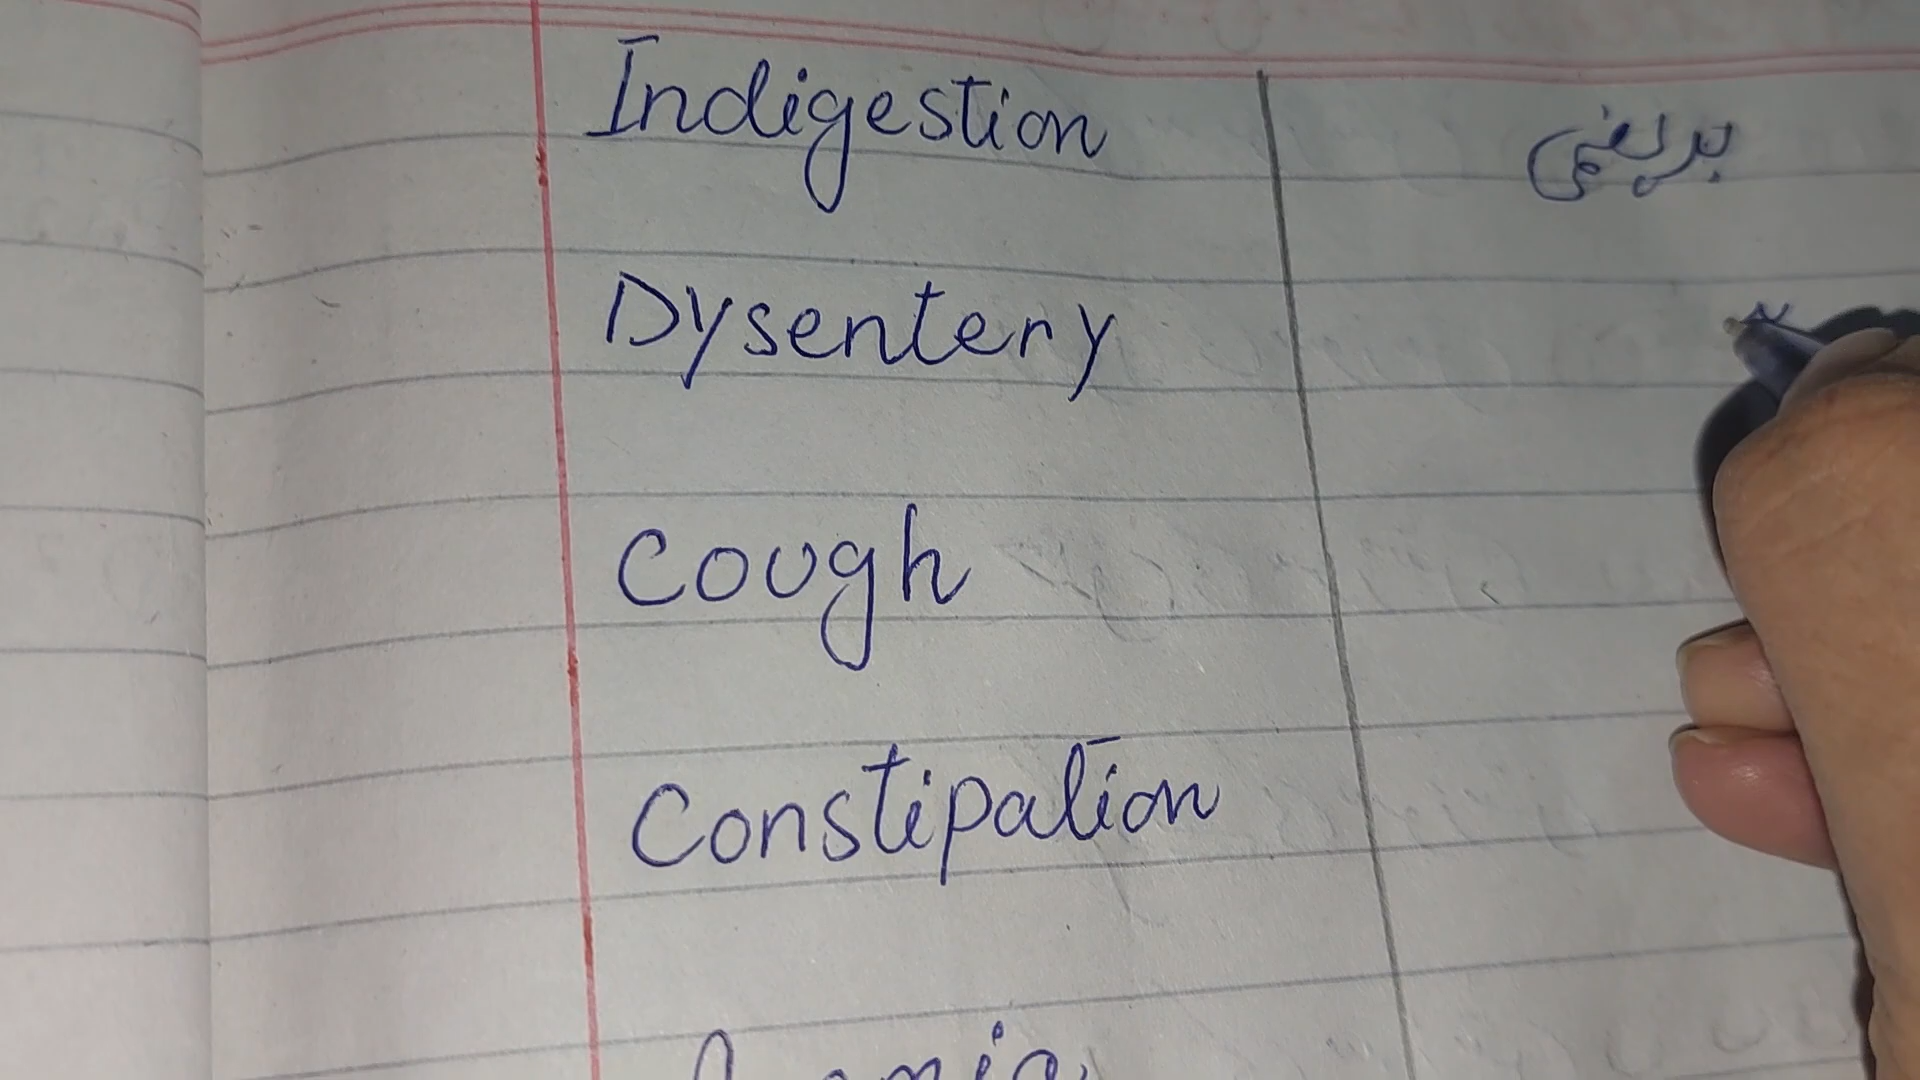 Indigestion بدہضمی
Dysentery
Cough
Constipation